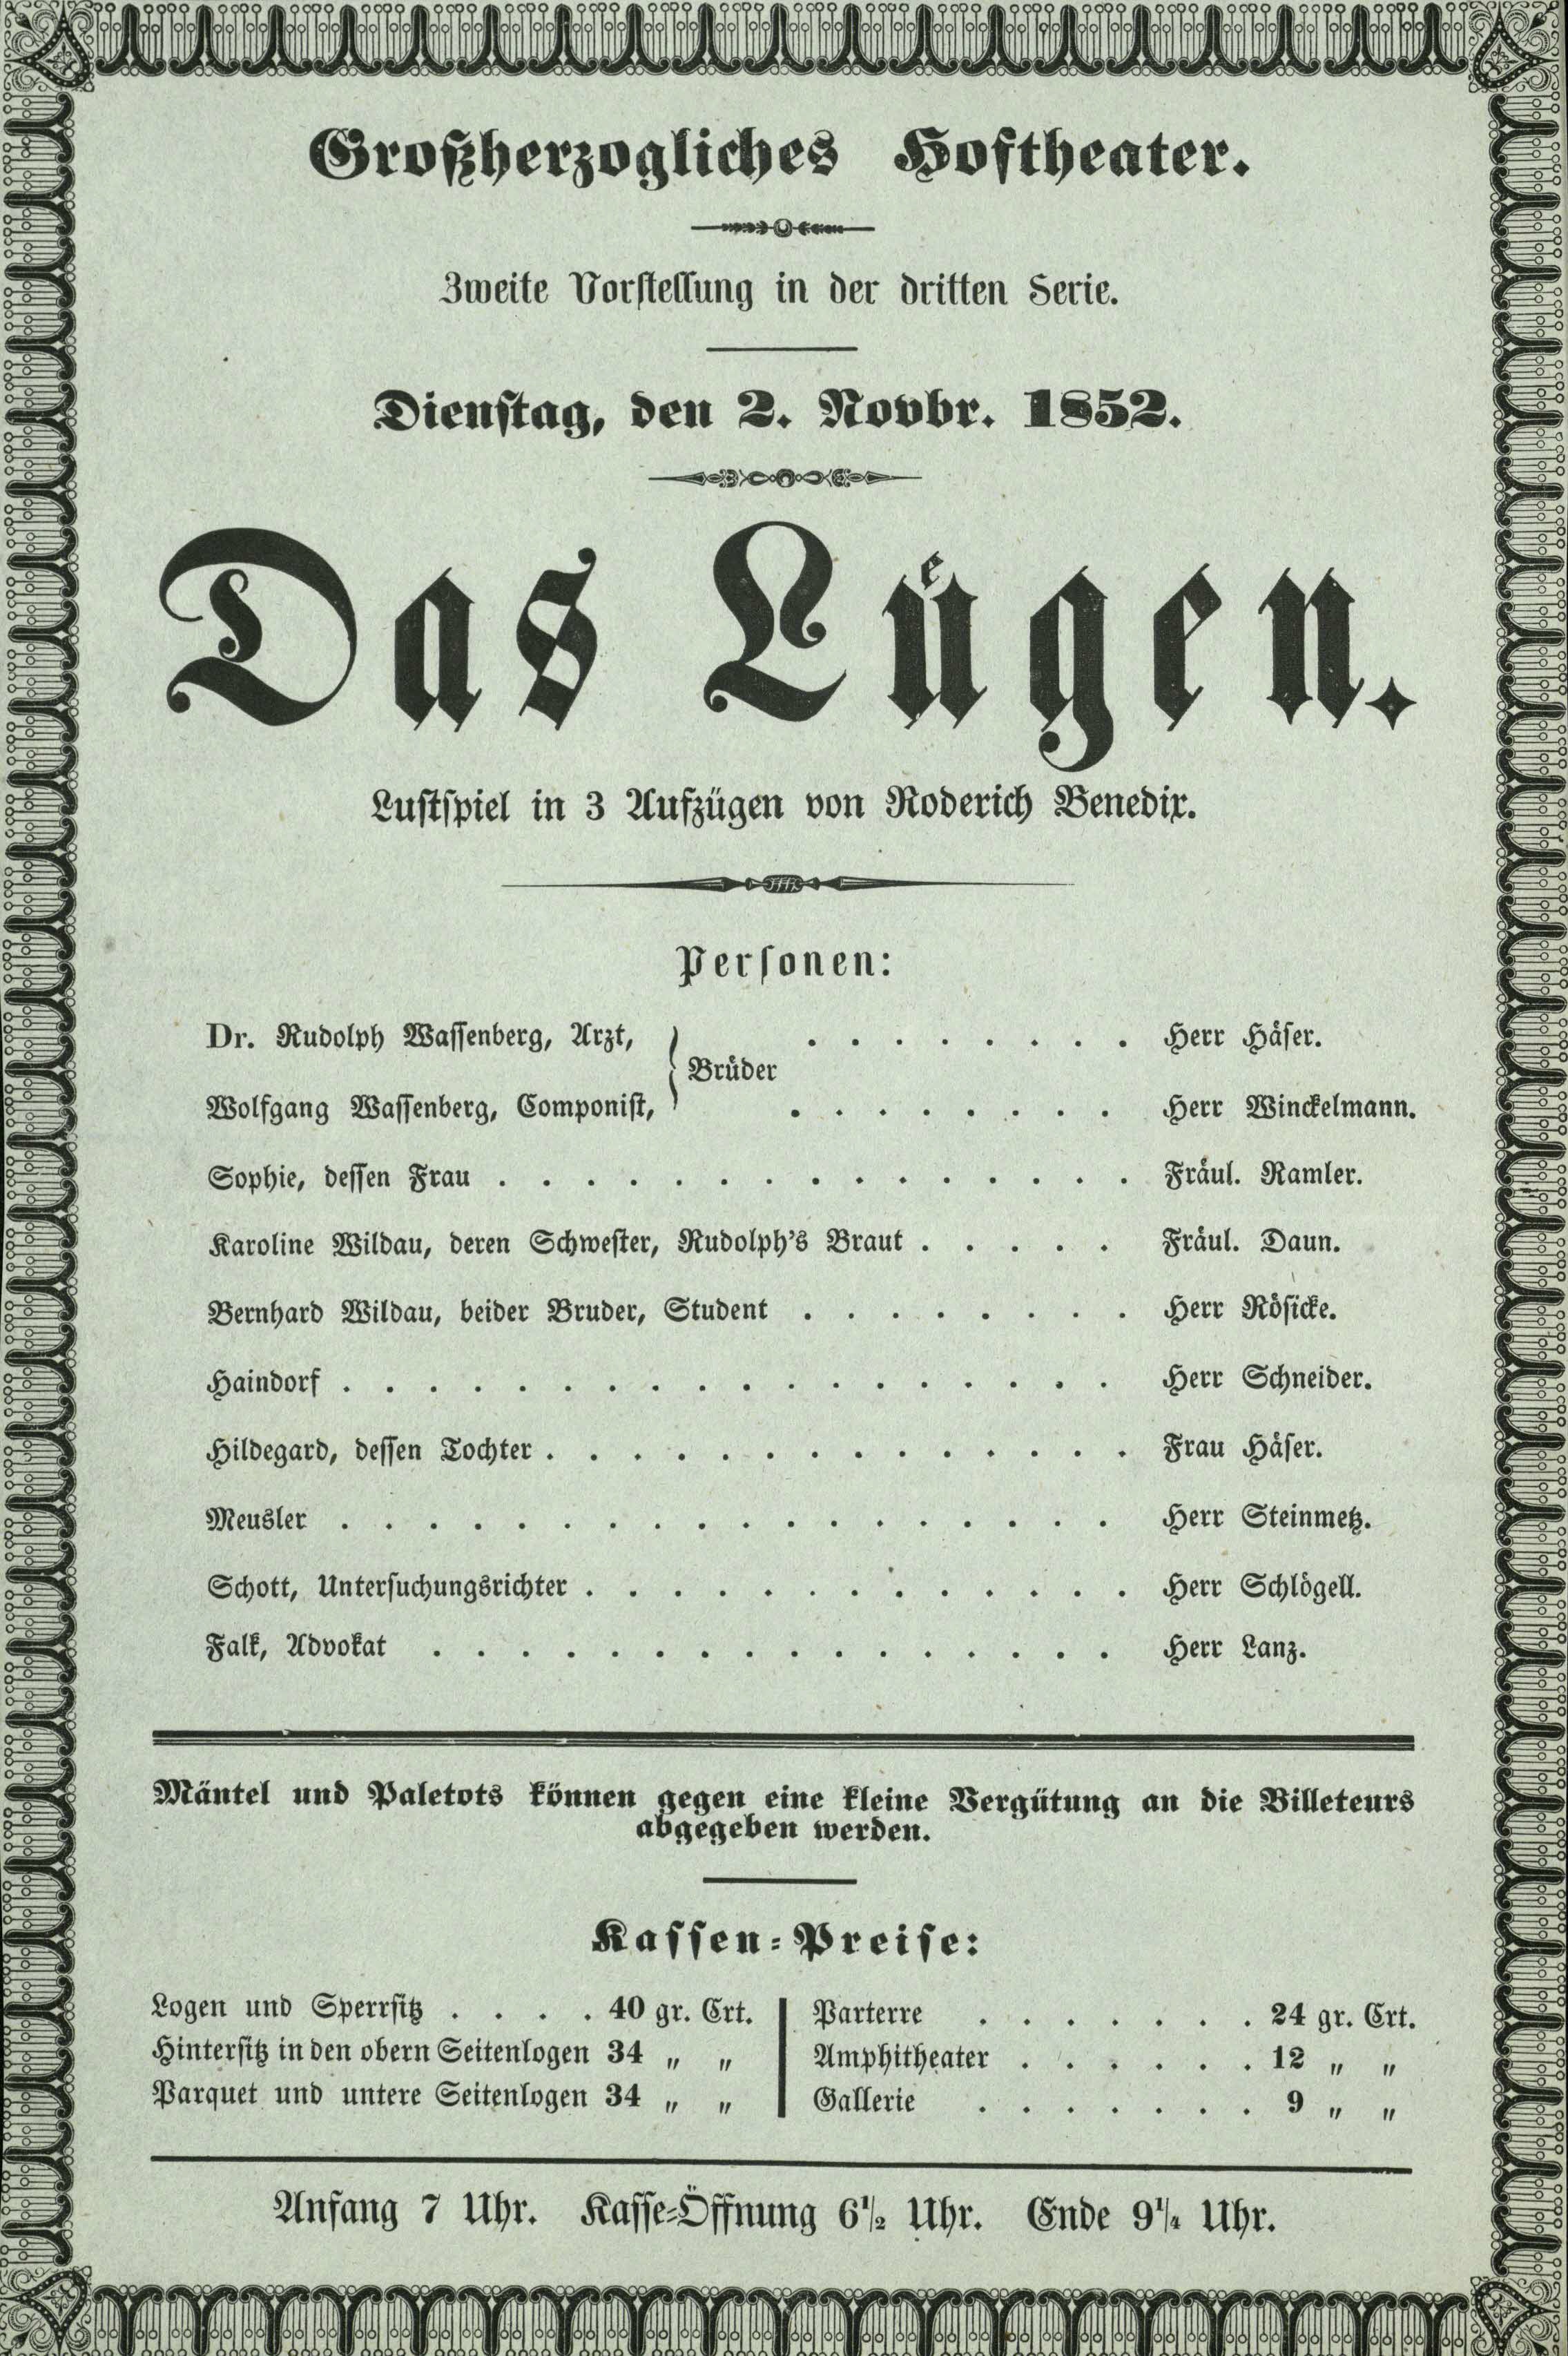 Großherzogliches Hoftheater.
Zweite Vorstellung in der dritten Serie.
Dienstag, den 2. Novbr. 1852.
Das Lügen.
Lustspiel in 3 Aufzügen von Roderich Benedix.
Personen:
Dr. Rudolph Wassenberg, Arzt, . . . . . . . . Herr Häser.
Brüder
Wolfgang Wassenberg, Componist, . . . . . . . . Herr Winckelmann.
Sophie, dessen Frau . . . . . . . . . . . . . . . Fräul. Ramler.
Karoline Wildau, deren Schwester, Rudolph's Braut . . . . . Fräul. Daun.
Bernhard Wildau, beider Bruder, Student . . . . . . . . Herr Rösicke.
Haindorf . . . . . . . . . . . . . . . . . . Herr Schneider.
Hildegard, dessen Tochter . . . . . . . . . . . . . . Frau Häser.
Meusler . . . . . . . . . . . . . . . . . . Herr Steinmetz.
Schott, Untersuchungsrichter . . . . . . . . . . . . . Herr Schlögell.
Falk, Advokat . . . . . . . . . . . . . . . . Herr Lanz.
Mäntel und Paletots können gegen eine kleine Vergütung an die Billeteurs
abgegeben werden.
Kassen-Preise:
Logen und Sperrsitz . . . . 40 gr. Crt.
Hintersitz in den obern Seitenlogen 34 „ „
Parquet und untere Seitenlogen 34 „ „
Parterre . . . . . . . 24 gr. Crt.
Amphitheater . . . . . . 12 „ „
Gallerie . . . . . . . 9 „ „
Anfang 7 Uhr. Kasse-Öffnung 6½ Uhr. Ende 9¼ Uhr.